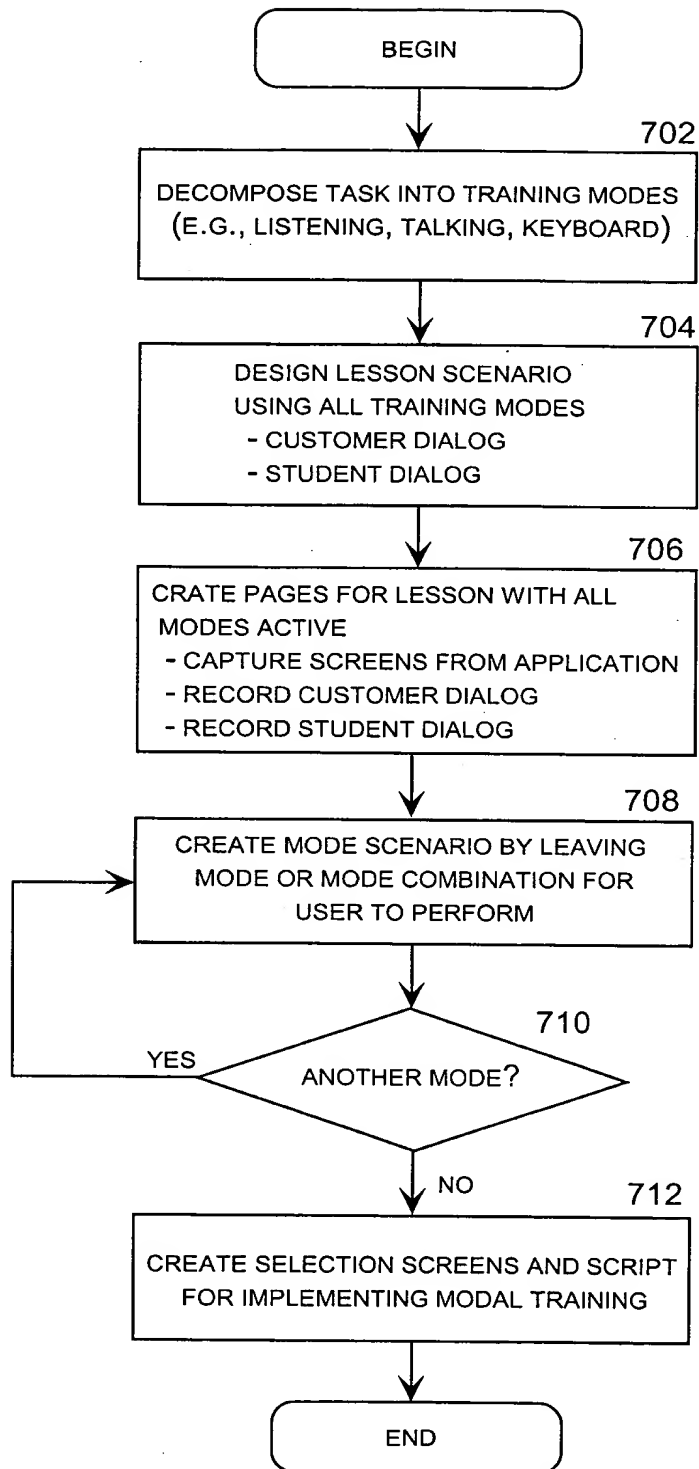 BEGIN
702
DECOMPOSE TASK INTO TRAINING MODES
(E.G., LISTENING, TALKING, KEYBOARD)
704
DESIGN LESSON SCENARIO
USING ALL TRAINING MODES
- CUSTOMER DIALOG
- STUDENT DIALOG
706
CRATE PAGES FOR LESSON WITH ALL
MODES ACTIVE
- CAPTURE SCREENS FROM APPLICATION
- RECORD CUSTOMER DIALOG
- RECORD STUDENT DIALOG
708
CREATE MODE SCENARIO BY LEAVING
MODE OR MODE COMBINATION FOR
USER TO PERFORM
710
YES
ANOTHER MODE?
NO
712
CREATE SELECTION SCREENS AND SCRIPT
FOR IMPLEMENTING MODAL TRAINING
END